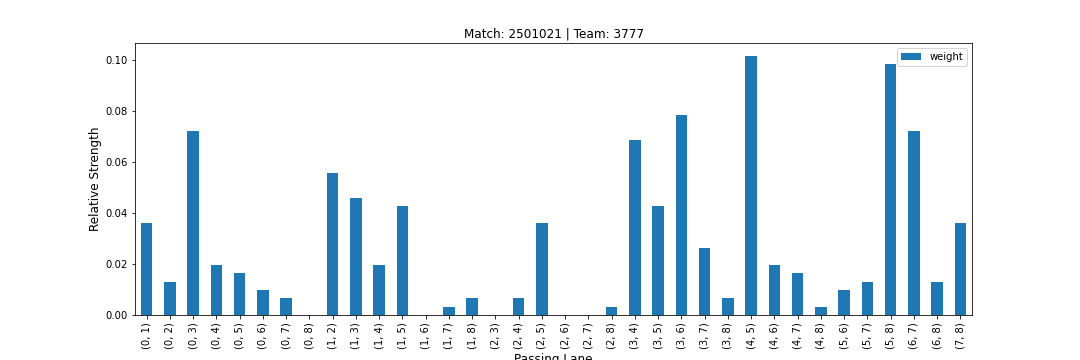 Match: 2501021 | Team: 3777
weight
0.10
0.08
0.06
0.04
0.02
0.00
Relative Strength
(0, 1) (0, 2) (0, 3) (0, 4) (0, 5) (0, 6) (0, 7) (0, 8) (1, 2) (1, 3) (1, 4) (1, 5) (1, 6) (1, 7) (1, 8) (2, 3) (2, 4) (2, 5) (2, 6) (2, 7) (2, 8) (3, 4) (3, 5) (3, 6) (3, 7) (3, 8) (4, 5) (4, 6) (4, 7) (4, 8) (5, 6) (5, 7) (5, 8) (6, 7) (6, 8) (7, 8)
Passing Lane